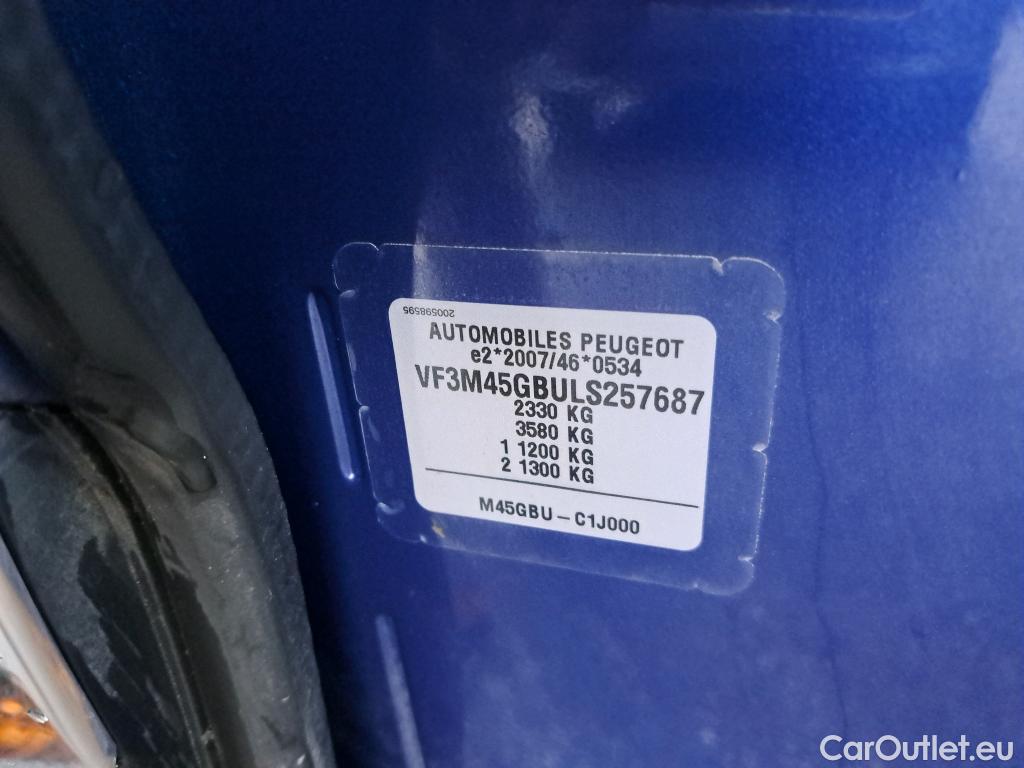 200598595
AUTOMOBILES PEUGEOT
e2*2007/46*0534
VF3M45GBULS257687
2330 KG
3580 KG
1 1200 KG
2 1300 KG
M45GBU – C1J000
CarOutlet.eu